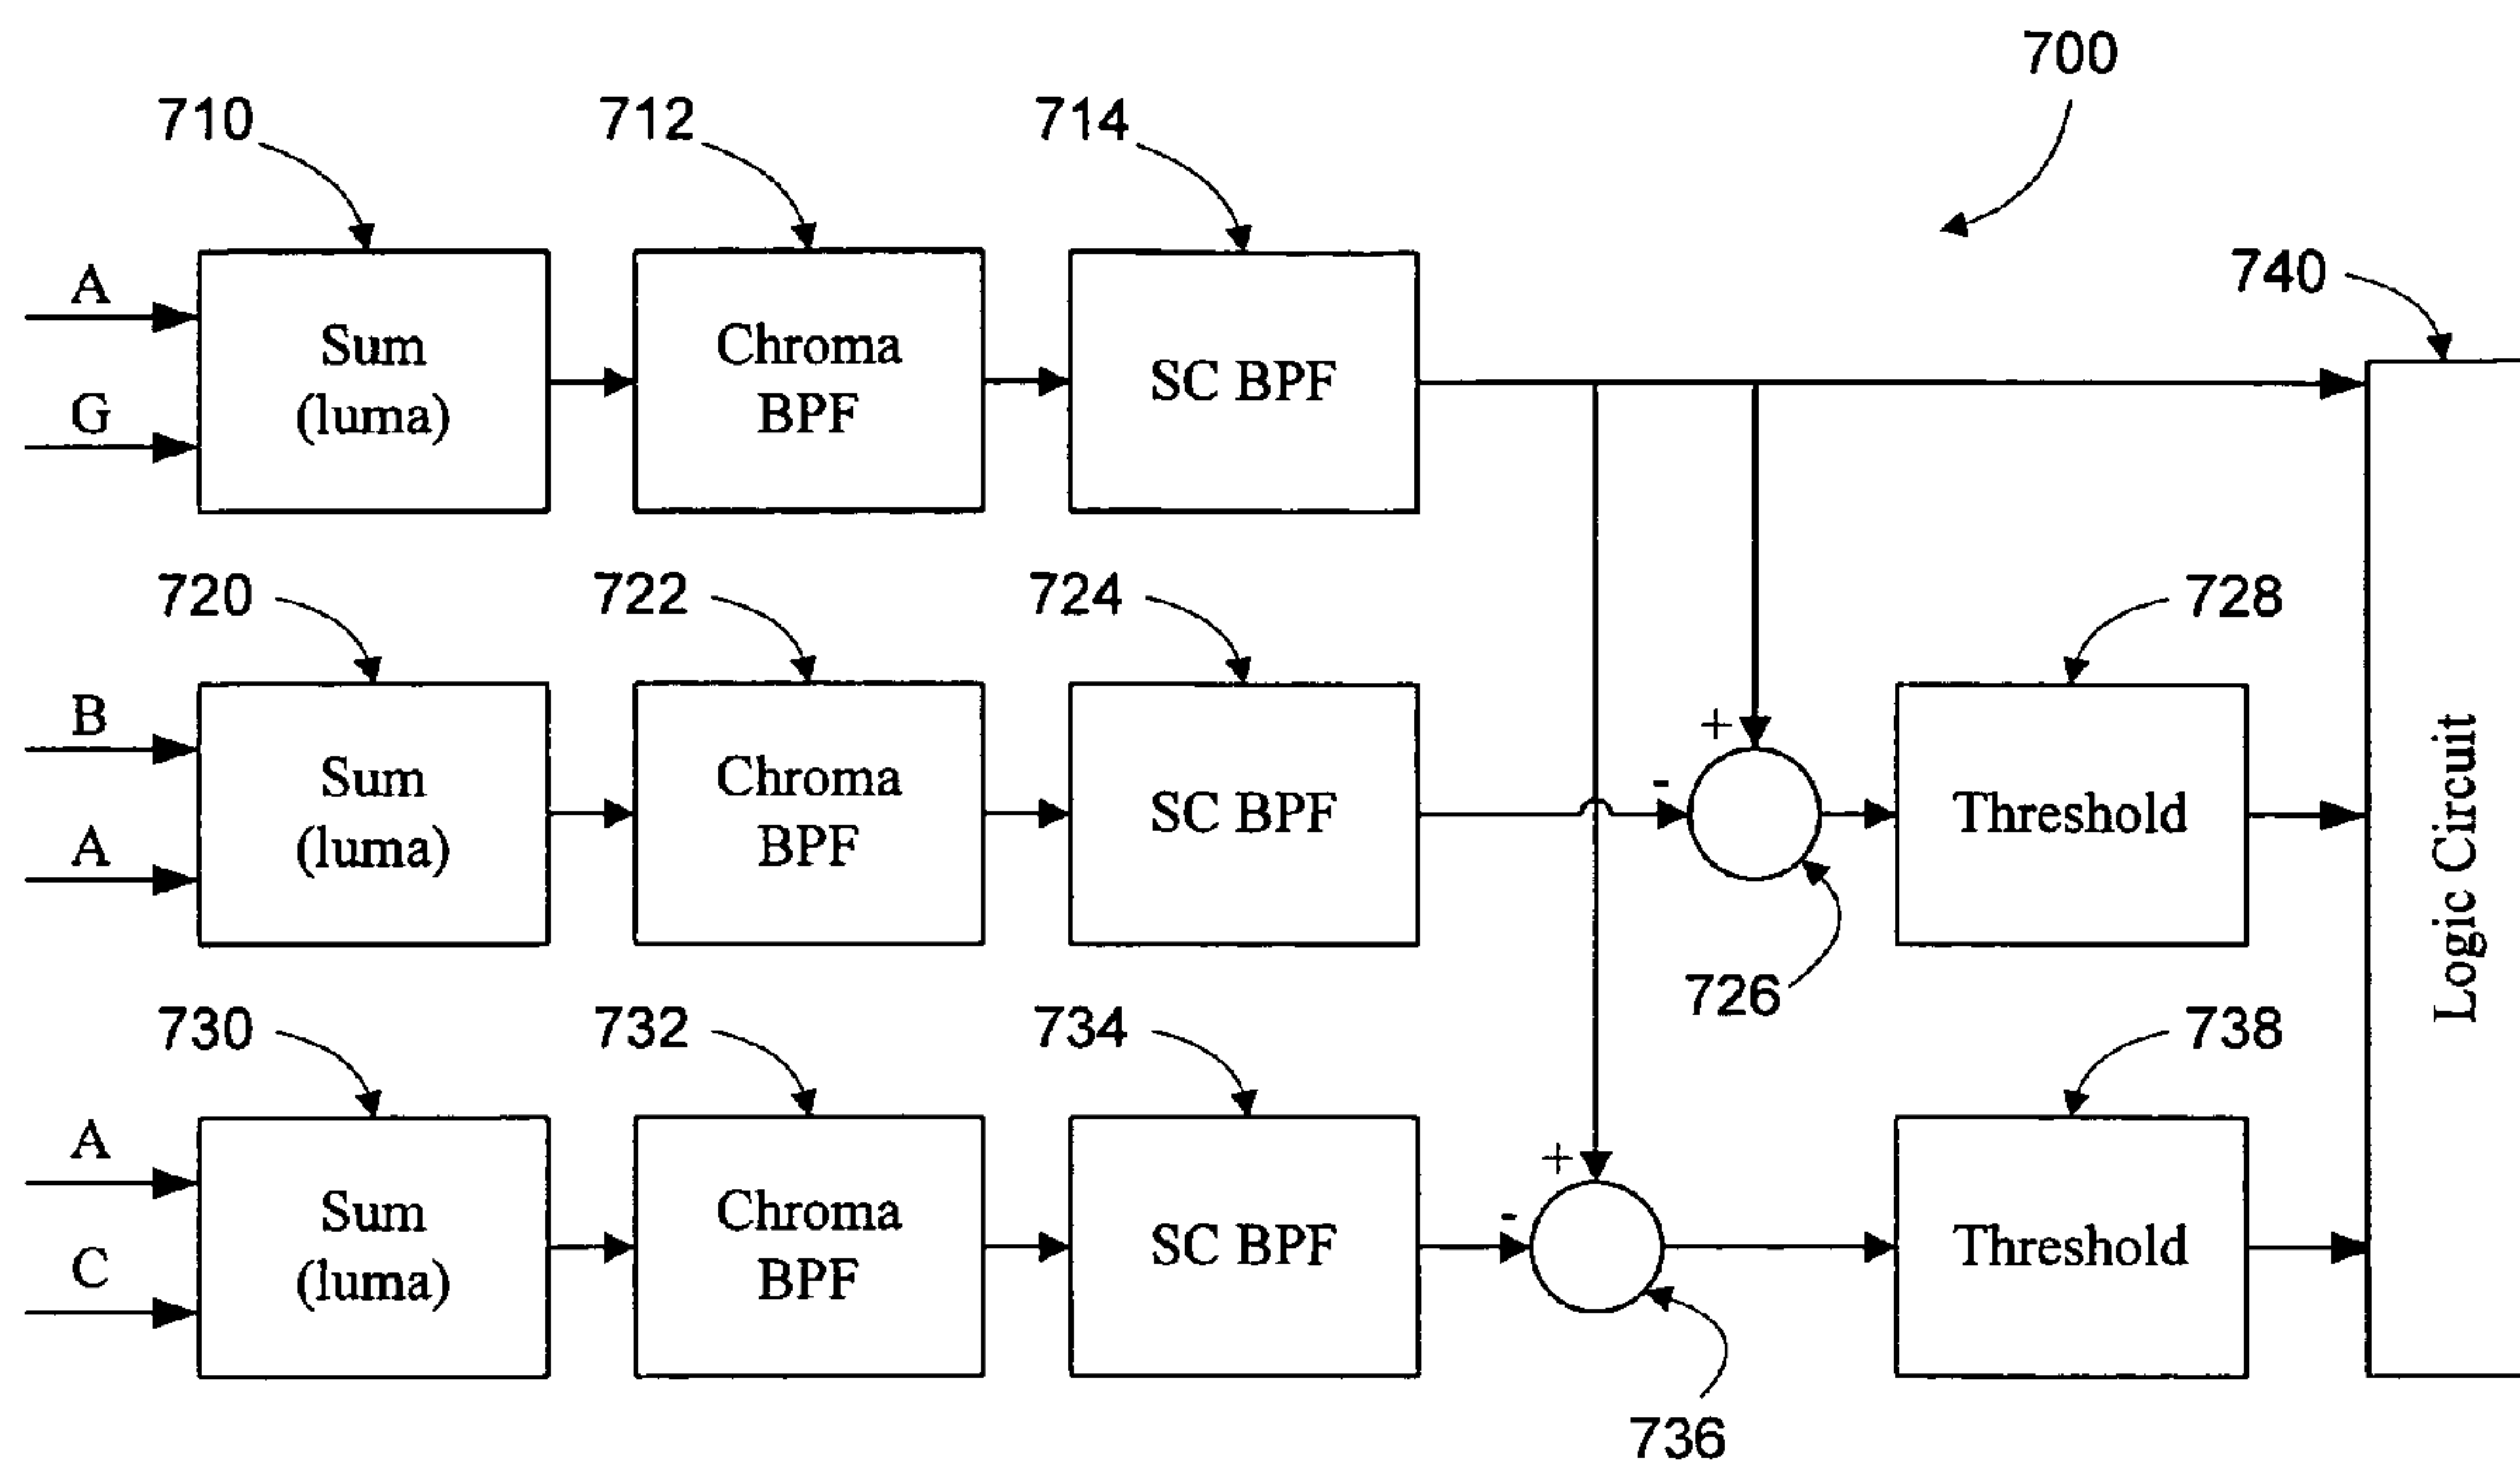 700
710
712
714
740
A
G
Sum
(luma)
Chroma
BPF
SC BPF
720
722
724
728
B
A
Sum
(luma)
Chroma
BPF
SC BPF
+
-
Threshold
726
Logic Circuit
730
732
734
738
A
C
Sum
(luma)
Chroma
BPF
SC BPF
+
-
Threshold
736